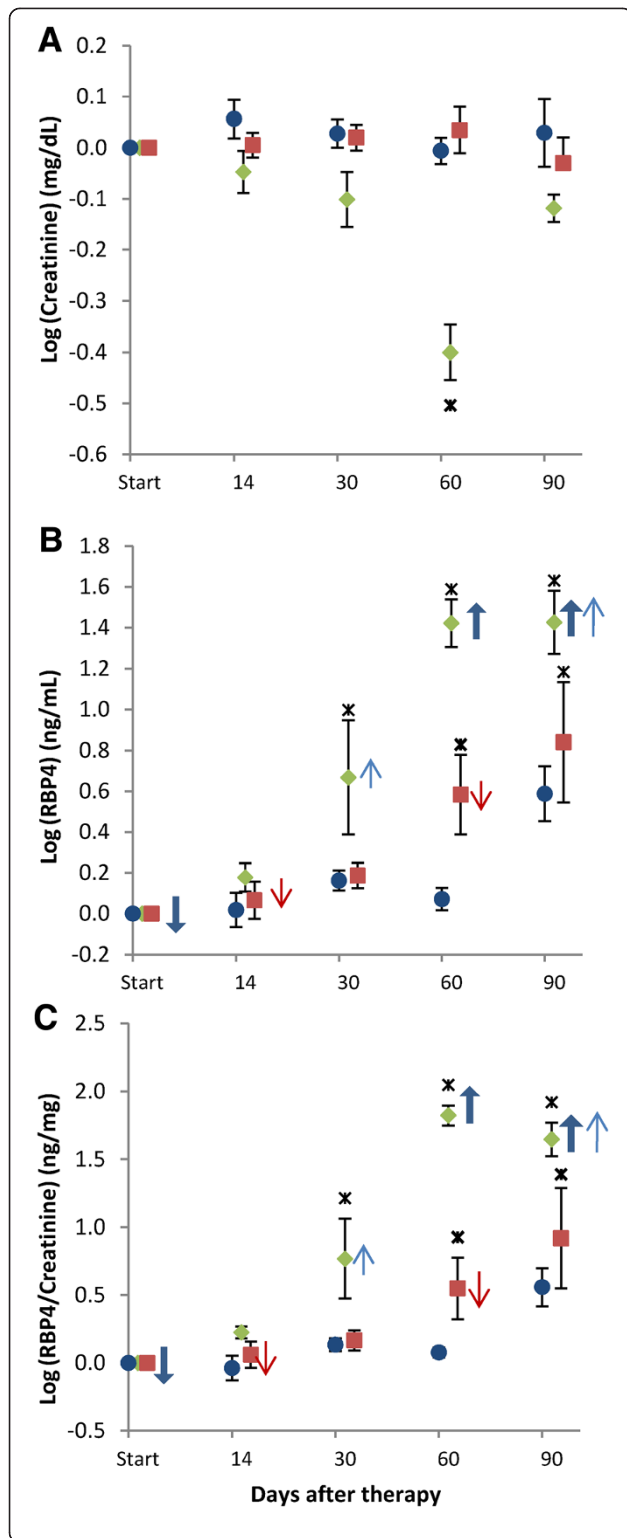 A
0.2
0.1
0.0
-0.1
-0.2
-0.3
-0.4
-0.5
-0.6
Log (Creatinine) (mg/dL)
Start 14 30 60 90
B
1.8
1.6
1.4
1.2
1.0
0.8
0.6
0.4
0.2
0.0
-0.2
Log (RBP4) (ng/mL)
Start 14 30 60 90
C
2.5
2.0
1.5
1.0
0.5
0.0
-0.5
Log (RBP4/Creatinine) (ng/mg)
Start 14 30 60 90
Days after therapy